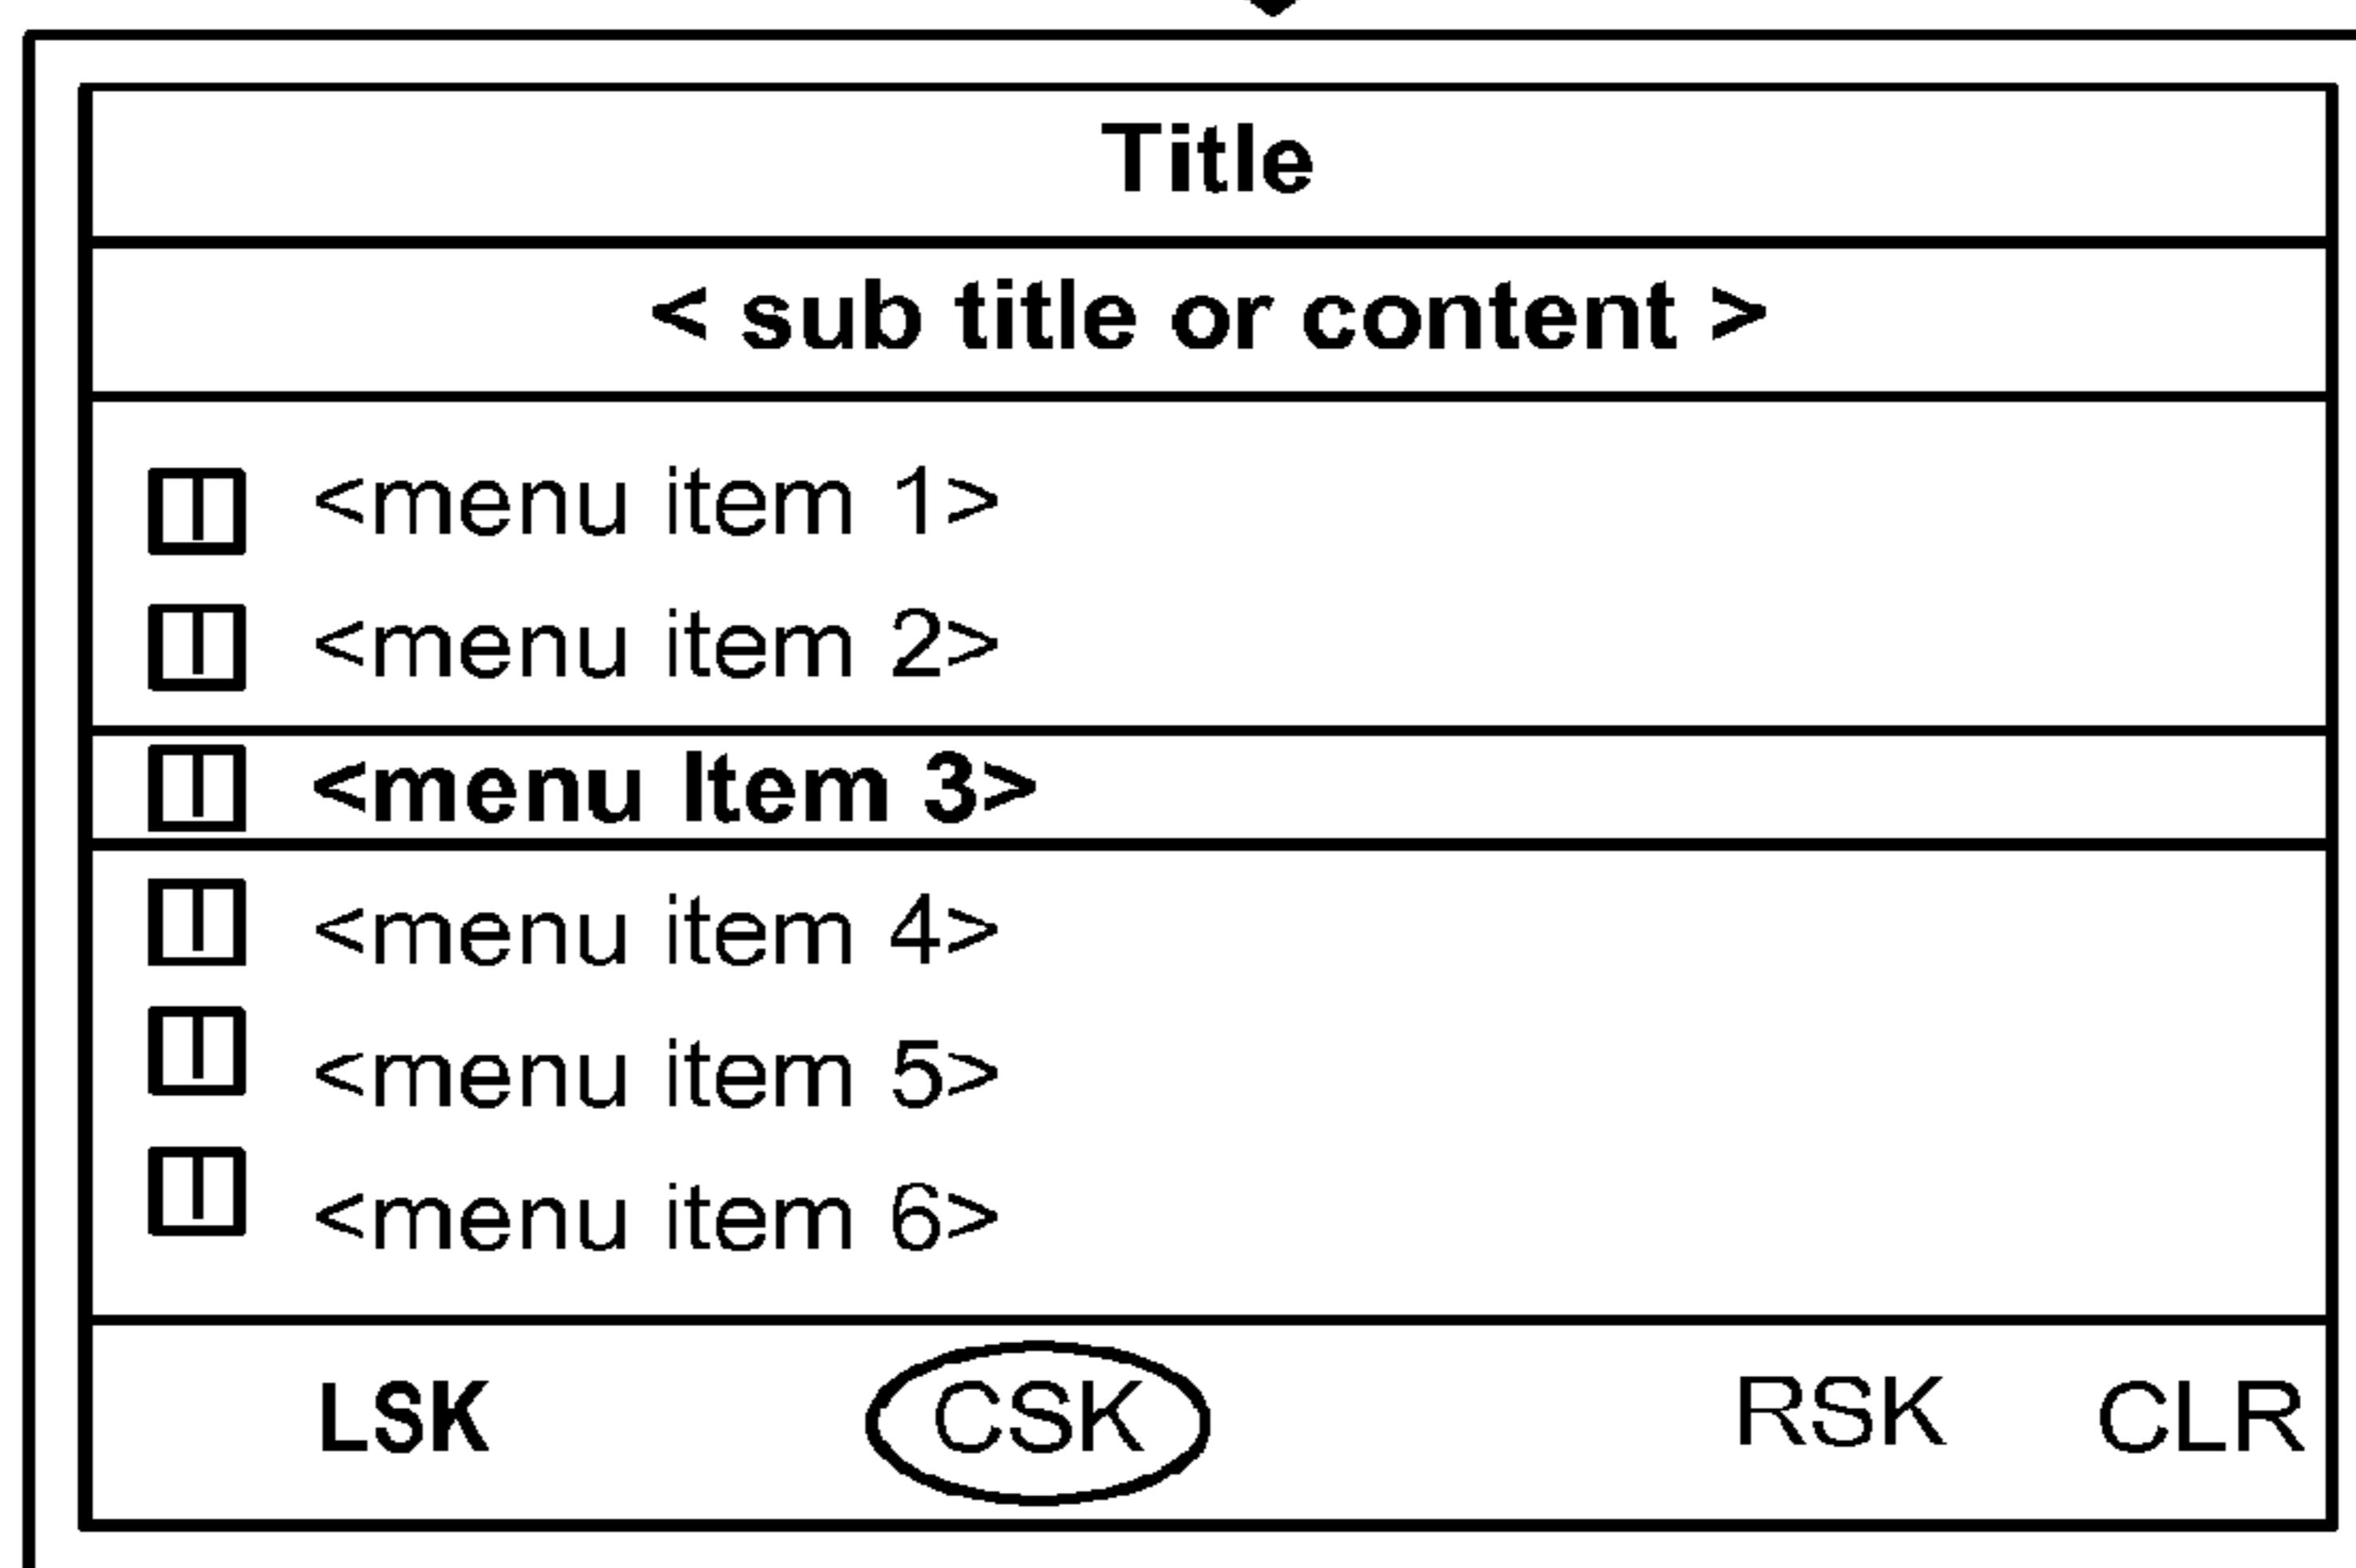 Title
< sub title or content >
<menu item 1>
<menu item 2>
<menu Item 3>
<menu item 4>
<menu item 5>
<menu item 6>
LSK CSK RSK CLR